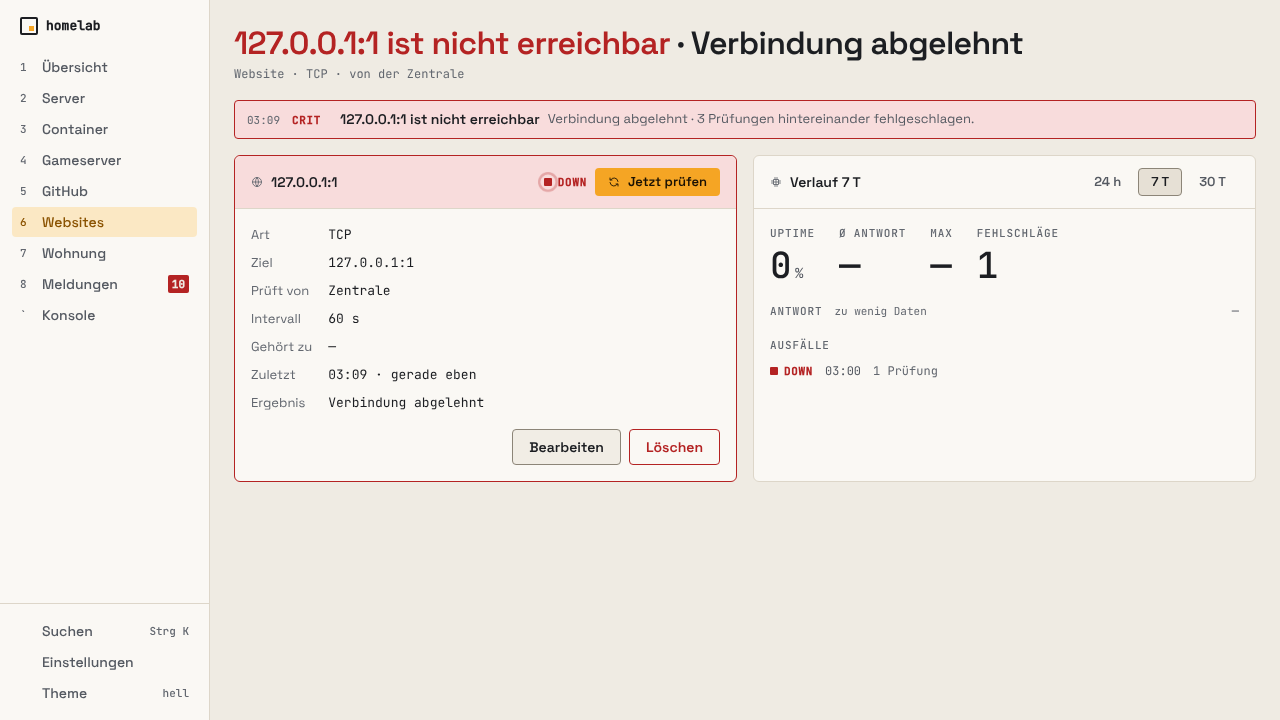 homelab
1 Übersicht
2 Server
3 Container
4 Gameserver
5 GitHub
6 Websites
7 Wohnung
8 Meldungen 10
` Konsole
Suchen Strg K
Einstellungen
Theme hell
127.0.0.1:1 ist nicht erreichbar · Verbindung abgelehnt
Website · TCP · von der Zentrale
03:09 CRIT 127.0.0.1:1 ist nicht erreichbar Verbindung abgelehnt · 3 Prüfungen hintereinander fehlgeschlagen.
127.0.0.1:1 DOWN Jetzt prüfen
Art TCP
Ziel 127.0.0.1:1
Prüft von Zentrale
Intervall 60 s
Gehört zu —
Zuletzt 03:09 · gerade eben
Ergebnis Verbindung abgelehnt
Bearbeiten Löschen
Verlauf 7 T 24 h 7 T 30 T
UPTIME Ø ANTWORT MAX FEHLSCHLÄGE
0 % — — 1
ANTWORT zu wenig Daten —
AUSFÄLLE
DOWN 03:00 1 Prüfung